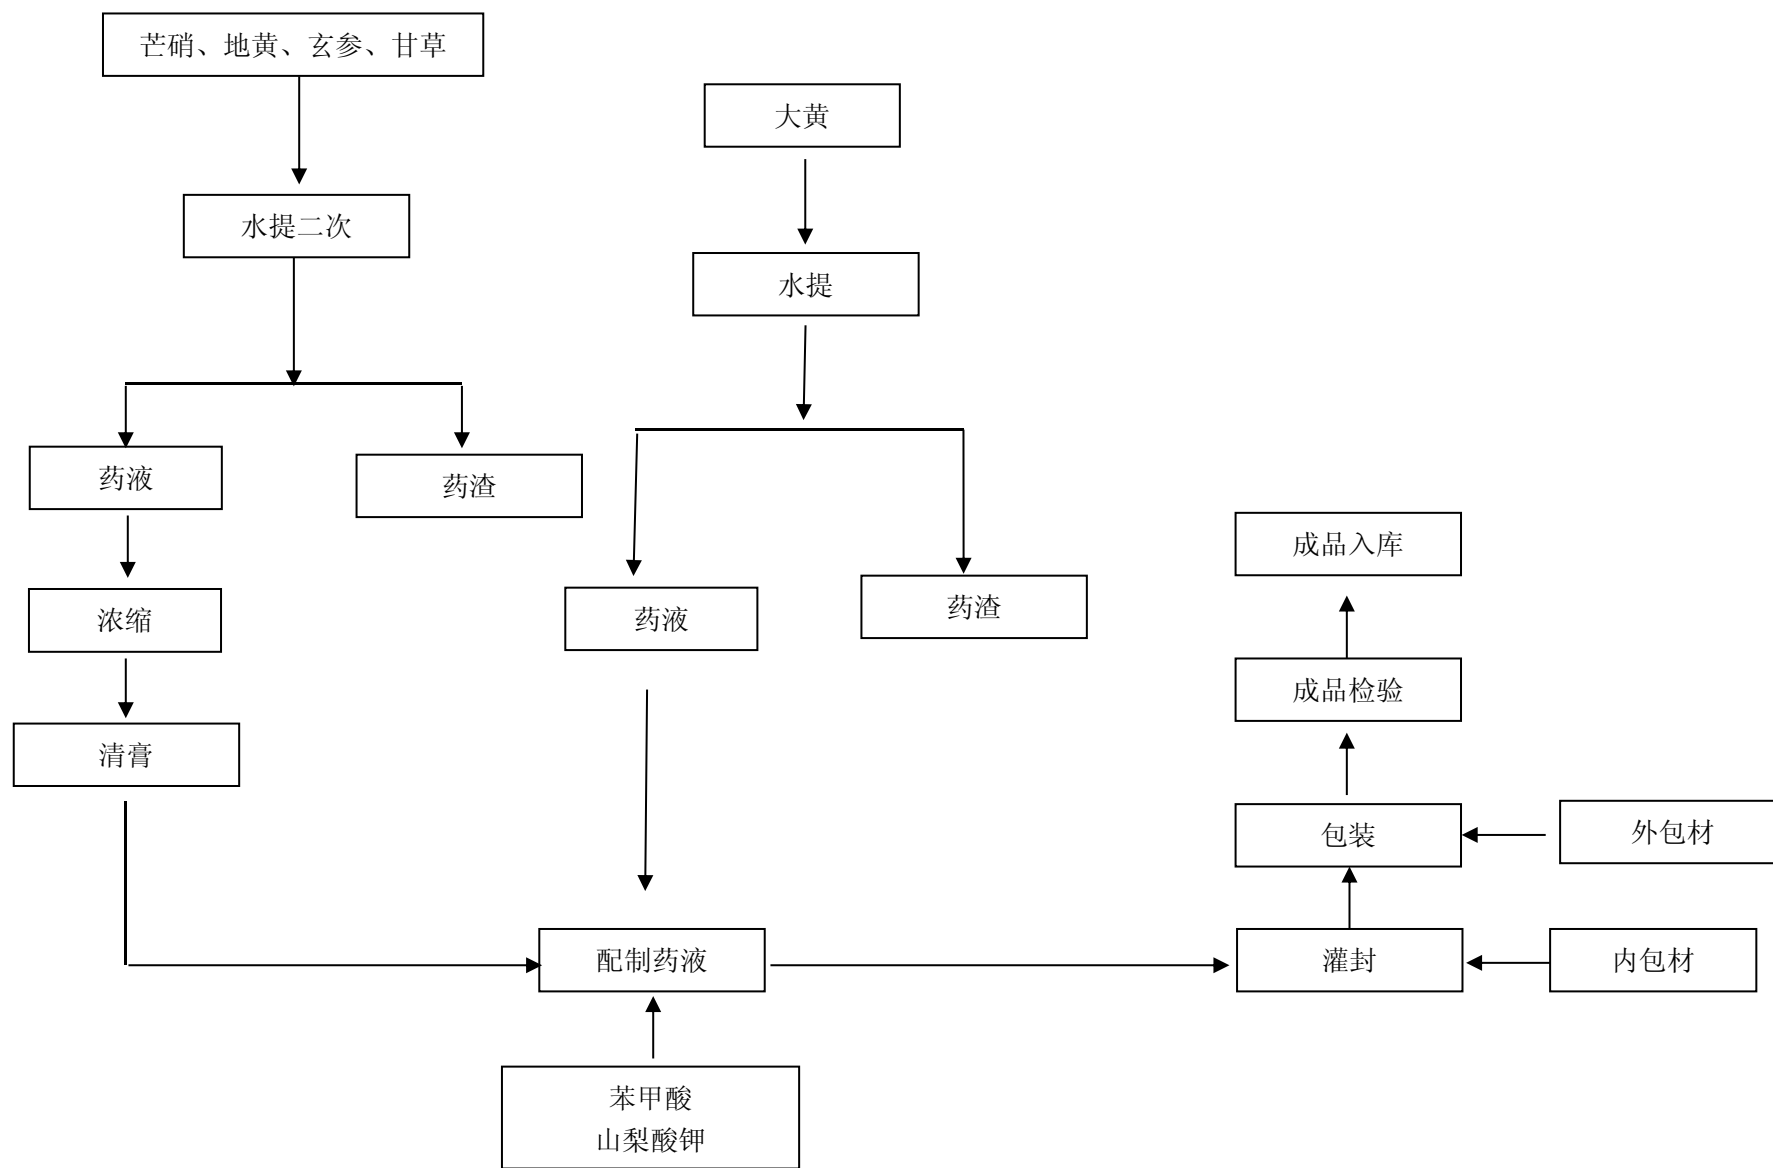 芒硝、地黄、玄参、甘草
大黄
水提二次
水提
药液
药渣
浓缩
清膏
药液
药渣
成品入库
成品检验
包装
外包材
配制药液
灌封
内包材
苯甲酸
山梨酸钾